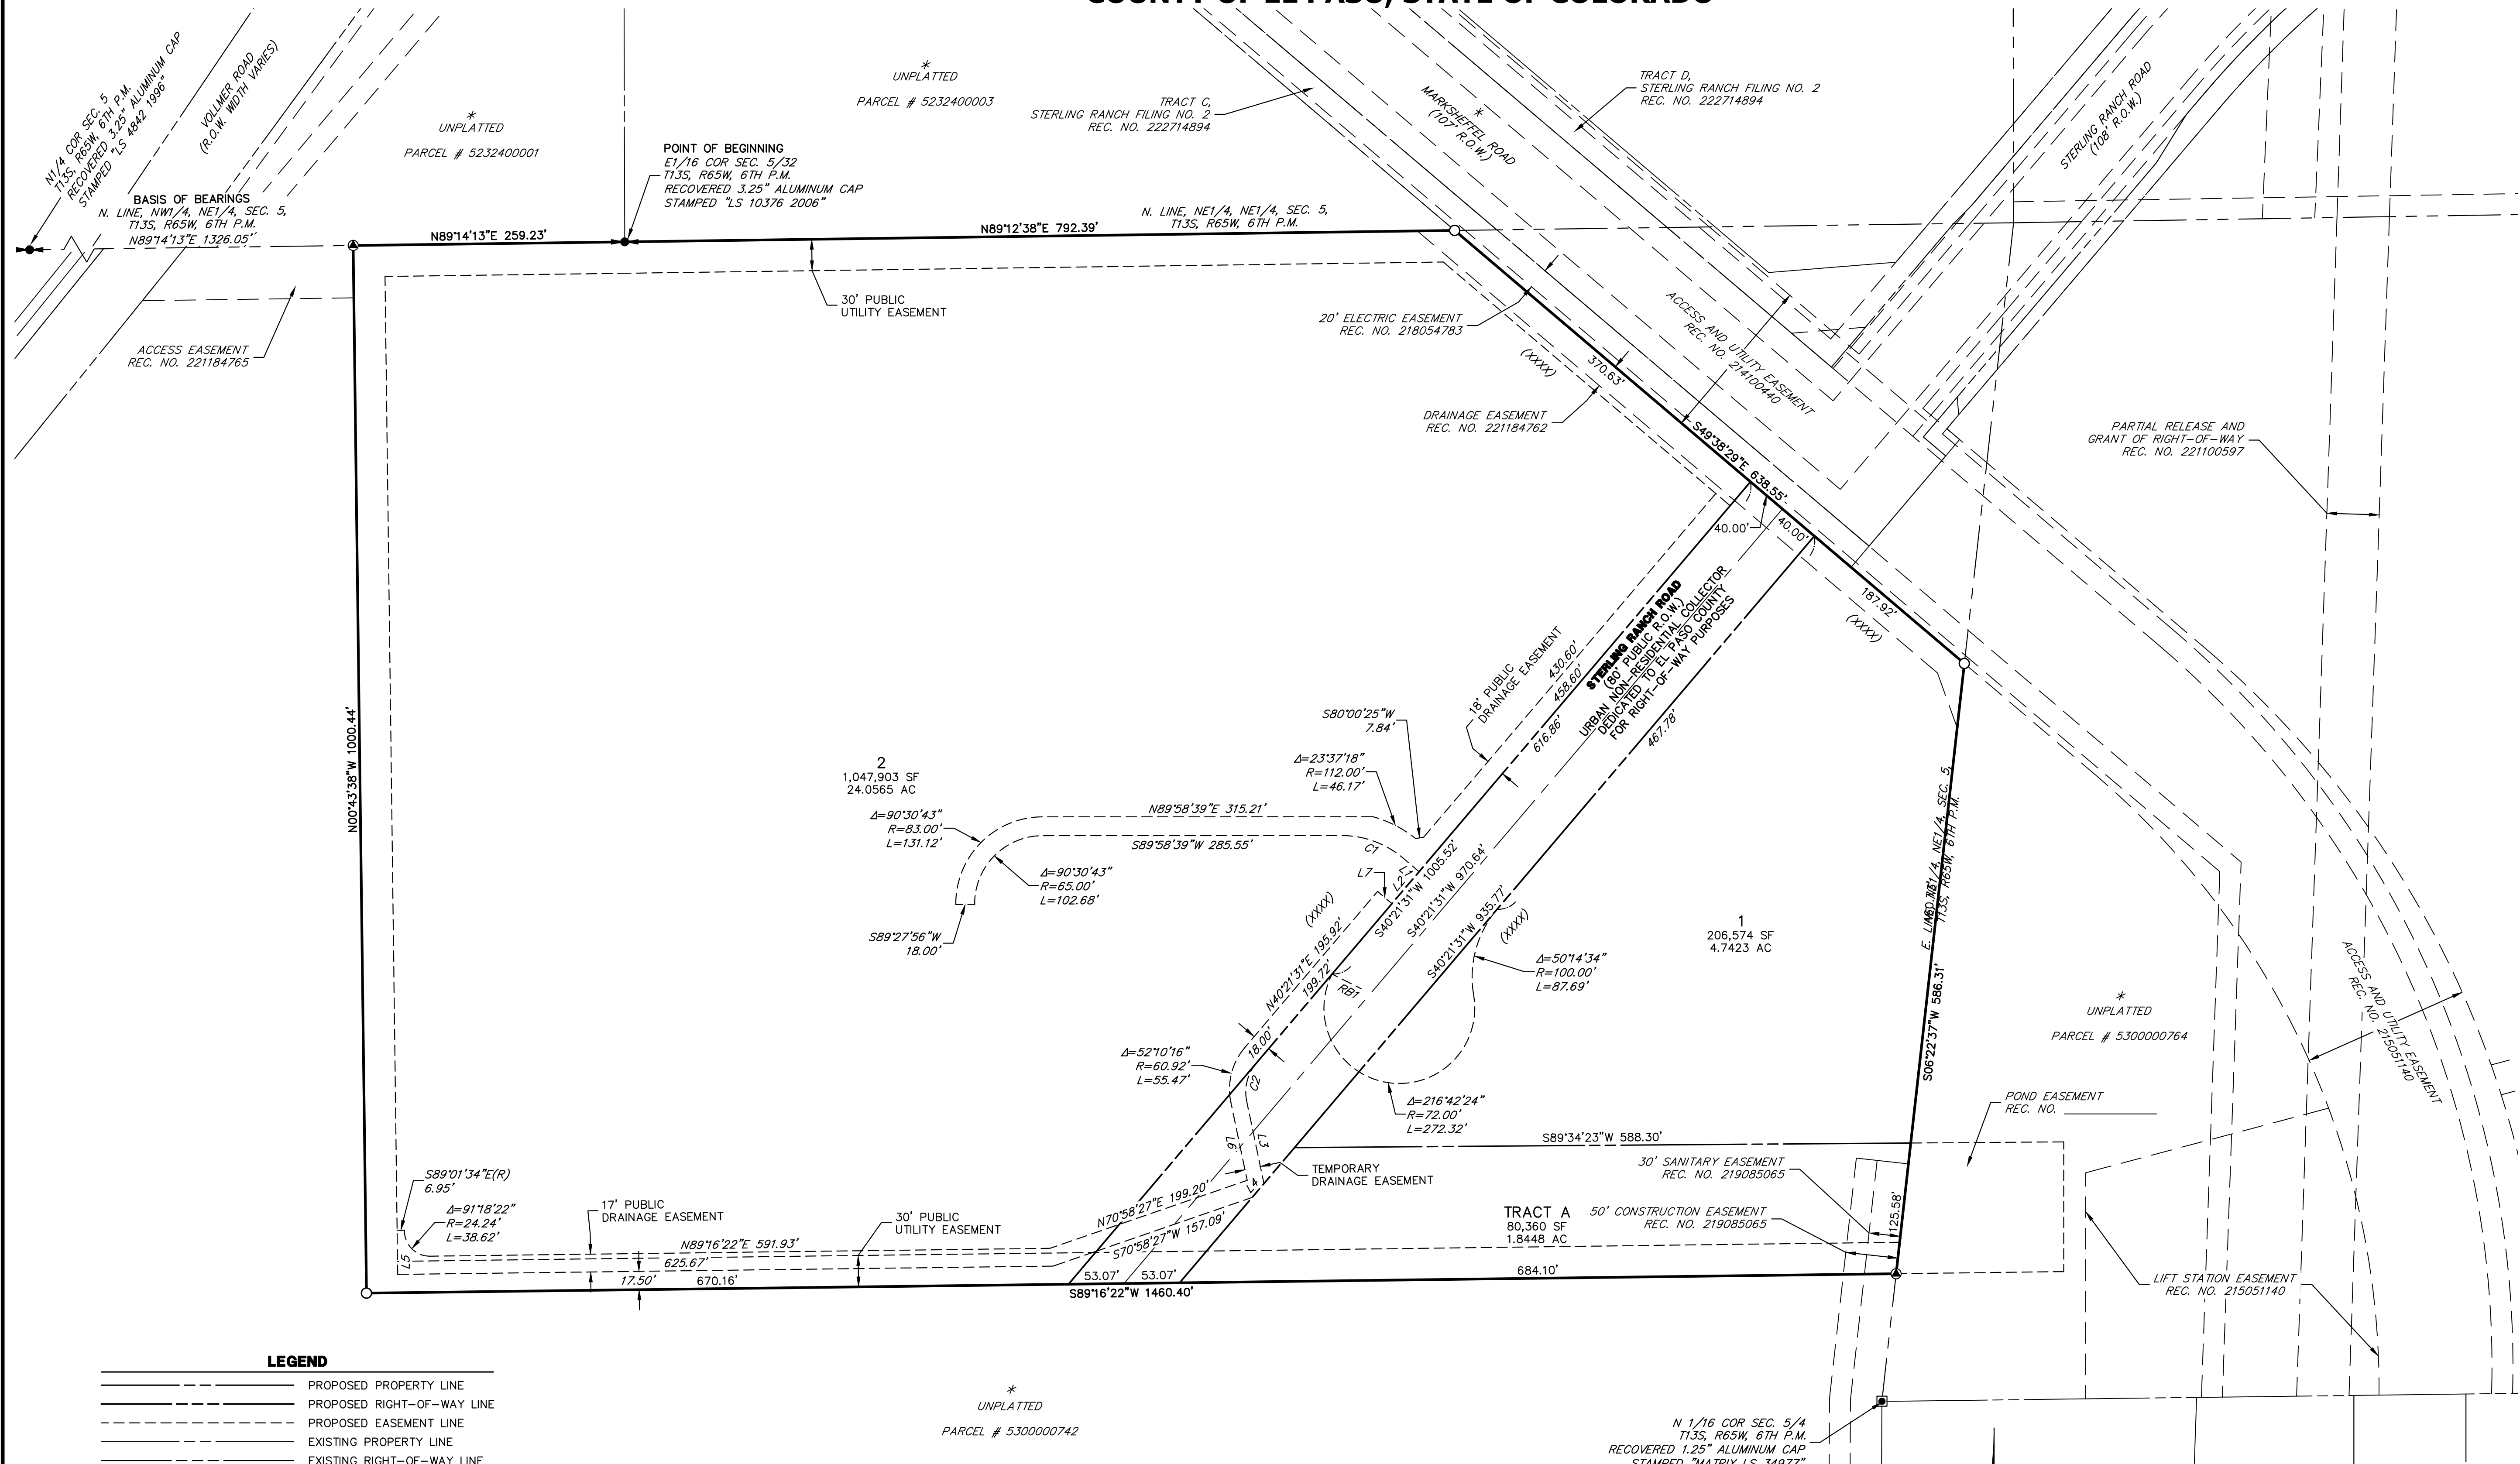 COUNTY OF EL PASO, STATE OF COLORADO
N1/4 COR SEC. 5
T13S, R65W, 6TH P.M.
RECOVERED 3.25" ALUMINUM CAP
STAMPED "LS 4842 1996"
VOLLMER ROAD
(R.O.W. WIDTH VARIES)
*
UNPLATTED
PARCEL # 5232400001
*
UNPLATTED
PARCEL # 5232400003
TRACT C,
STERLING RANCH FILING NO. 2
REC. NO. 222714894
*
MARKSHEFFEL ROAD
(107' R.O.W.)
TRACT D,
STERLING RANCH FILING NO. 2
REC. NO. 222714894
STERLING RANCH ROAD
(108' R.O.W.)
POINT OF BEGINNING
E1/16 COR SEC. 5/32
T13S, R65W, 6TH P.M.
RECOVERED 3.25" ALUMINUM CAP
STAMPED "LS 10376 2006"
BASIS OF BEARINGS
N. LINE, NW1/4, NE1/4, SEC. 5,
T13S, R65W, 6TH P.M.
N89°14'13"E 1326.05'
N89°14'13"E 259.23'
N89°12'38"E 792.39'
N. LINE, NE1/4, NE1/4, SEC. 5,
T13S, R65W, 6TH P.M.
30' PUBLIC
UTILITY EASEMENT
ACCESS EASEMENT
REC. NO. 221184765
20' ELECTRIC EASEMENT
REC. NO. 218054783
(XXXX)
370.63'
ACCESS AND UTILITY EASEMENT
REC. NO. 214100440
DRAINAGE EASEMENT
REC. NO. 221184762
S49°38'29"E 638.55'
PARTIAL RELEASE AND
GRANT OF RIGHT-OF-WAY
REC. NO. 221100597
40.00'
40.00'
187.92'
(XXXX)
18' PUBLIC
DRAINAGE EASEMENT
430.60'
458.60'
616.86'
STERLING RANCH ROAD
(80' PUBLIC R.O.W.)
URBAN NON-RESIDENTIAL COLLECTOR
DEDICATED TO EL PASO COUNTY
FOR RIGHT-OF-WAY PURPOSES
467.78'
N00°43'38"W 1000.44'
2
1,047,903 SF
24.0565 AC
S80°00'25"W
7.84'
Δ=23°37'18"
R=112.00'
L=46.17'
Δ=90°30'43"
R=83.00'
L=131.12'
N89°58'39"E 315.21'
S89°58'39"W 285.55'
C1
L7
L2
Δ=90°30'43"
R=65.00'
L=102.68'
S89°27'56"W
18.00'
(XXXX)
S40°21'31"W 1005.52'
S40°21'31"W 970.64'
S40°21'31"W 935.77'
(XXXX)
N40°21'31"E 195.92'
199.72'
RB1
1
206,574 SF
4.7423 AC
Δ=50°14'34"
R=100.00'
L=87.69'
E. LINE, NE1/4, NE1/4, SEC. 5,
T13S, R65W, 6TH P.M.
S06°22'37"W 586.31'
*
UNPLATTED
PARCEL # 5300000764
ACCESS AND UTILITY EASEMENT
REC. NO. 215051140
18.00'
Δ=52°10'16"
R=60.92'
L=55.47'
C2
Δ=216°42'24"
R=72.00'
L=272.32'
POND EASEMENT
REC. NO.
L6
L3
S89°34'23"W 588.30'
TEMPORARY
DRAINAGE EASEMENT
L4
30' SANITARY EASEMENT
REC. NO. 219085065
S89°01'34"E(R)
6.95'
Δ=91°18'22"
R=24.24'
L=38.62'
L5
17' PUBLIC
DRAINAGE EASEMENT
30' PUBLIC
UTILITY EASEMENT
N70°58'27"E 199.20'
S70°58'27"W 157.09'
TRACT A
80,360 SF
1.8448 AC
50' CONSTRUCTION EASEMENT
REC. NO. 219085065
125.58'
N89°16'22"E 591.93'
625.67'
17.50'
670.16'
53.07'
53.07'
684.10'
S89°16'22"W 1460.40'
LIFT STATION EASEMENT
REC. NO. 215051140
LEGEND
PROPOSED PROPERTY LINE
PROPOSED RIGHT-OF-WAY LINE
PROPOSED EASEMENT LINE
EXISTING PROPERTY LINE
EXISTING RIGHT-OF-WAY LINE
*
UNPLATTED
PARCEL # 5300000742
N 1/16 COR SEC. 5/4
T13S, R65W, 6TH P.M.
RECOVERED 1.25" ALUMINUM CAP
STAMPED "MATRIX LS 34977"